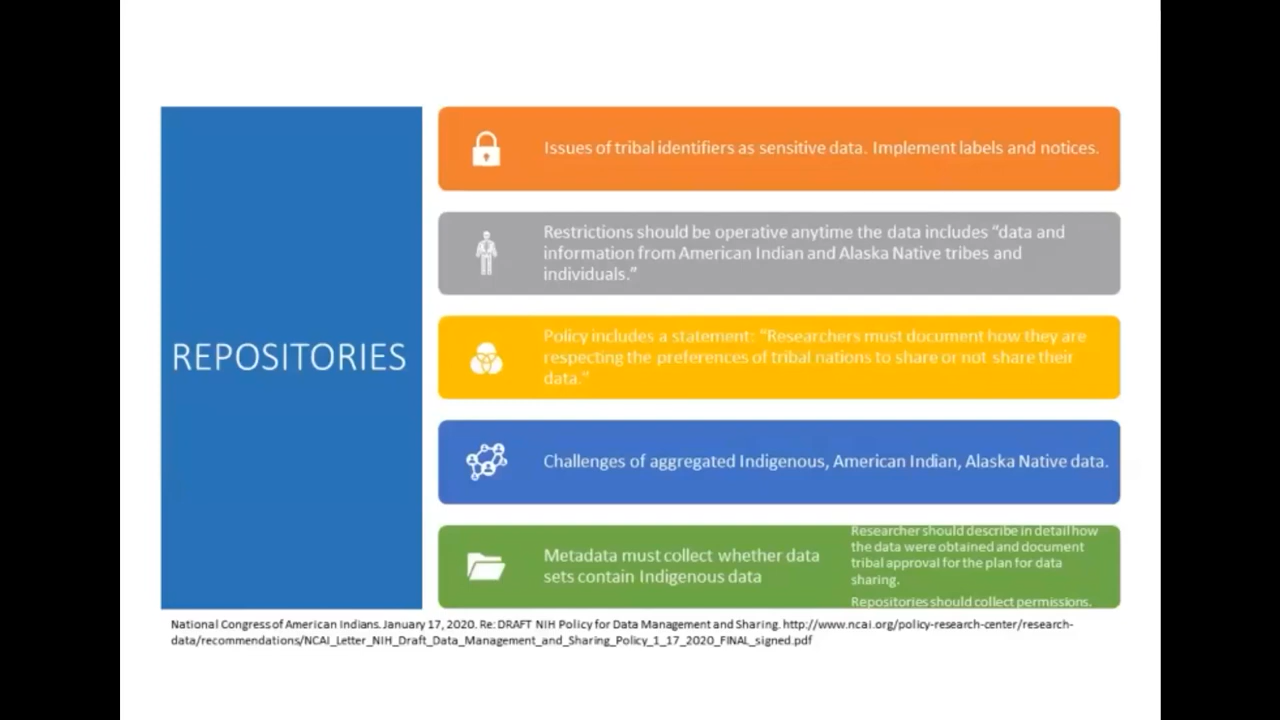 REPOSITORIES
Issues of tribal identifiers as sensitive data. Implement labels and notices.
Restrictions should be operative anytime the data includes “data and
information from American Indian and Alaska Native tribes and
individuals.”
Policy includes a statement: “Researchers must document how they are
respecting the preferences of tribal nations to share or not share their
data.”
Challenges of aggregated Indigenous, American Indian, Alaska Native data.
Metadata must collect whether data
sets contain Indigenous data
Researcher should describe in detail how
the data were obtained and document
tribal approval for the plan for data
sharing.
Repositories should collect permissions.
National Congress of American Indians. January 17, 2020. Re: DRAFT NIH Policy for Data Management and Sharing. http://www.ncai.org/policy-research-center/research-
data/recommendations/NCAI_Letter_NIH_Draft_Data_Management_and_Sharing_Policy_1_17_2020_FINAL_signed.pdf